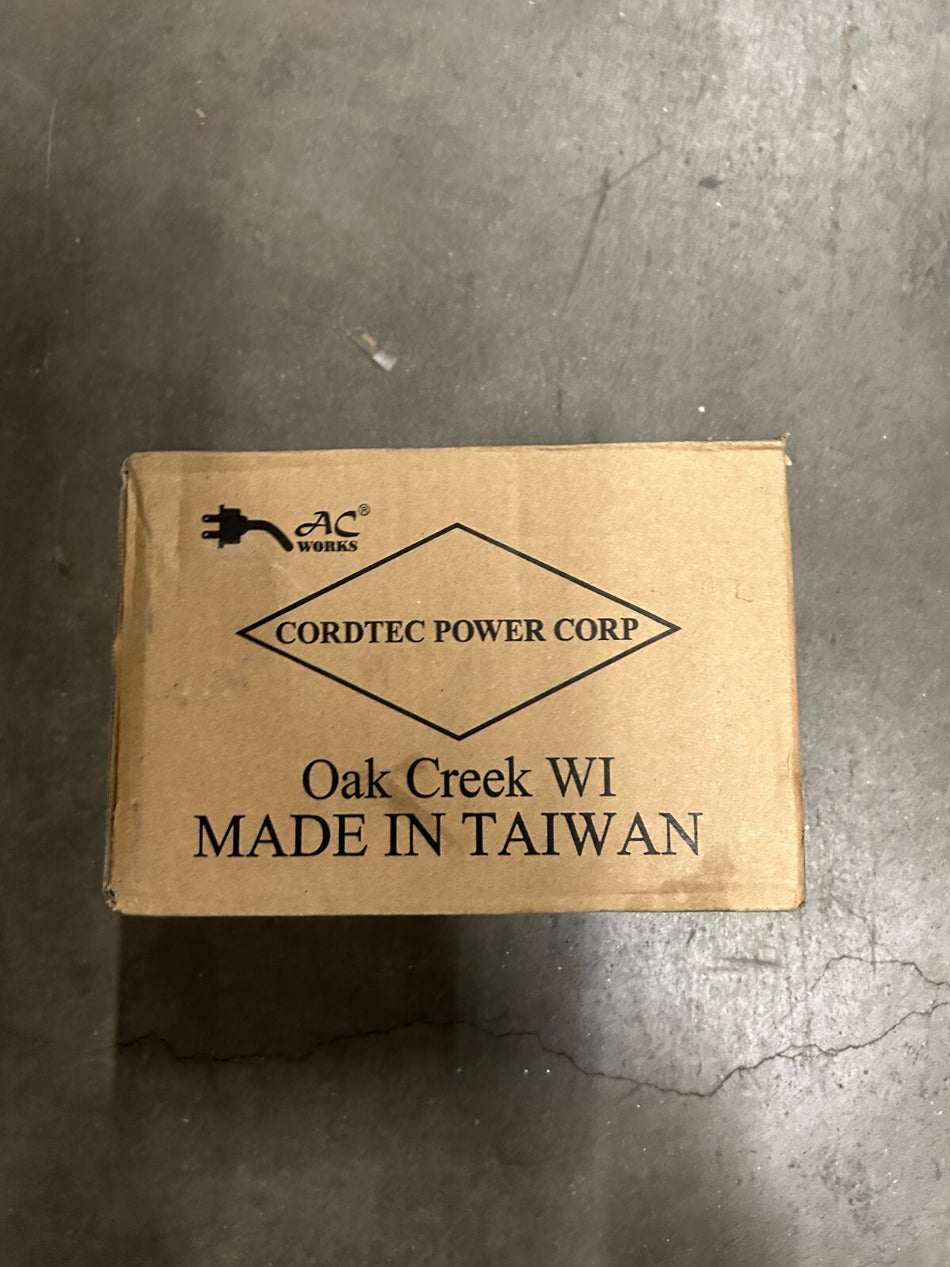 AC®
WORKS
CORDTEC POWER CORP
Oak Creek WI
MADE IN TAIWAN